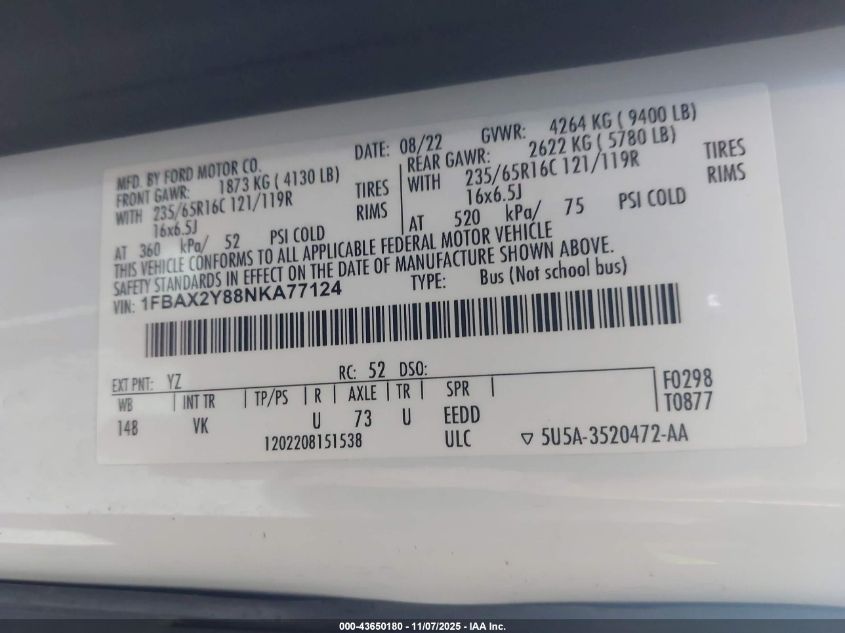 MFD. BY FORD MOTOR CO. DATE: 08/22 GVWR: 4264 KG ( 9400 LB)
FRONT GAWR: 1873 KG ( 4130 LB) REAR GAWR: 2622 KG ( 5780 LB)
WITH 235/65R16C 121/119R TIRES WITH 235/65R16C 121/119R TIRES
16x6.5J RIMS 16x6.5J RIMS
AT 360 kPa/ 52 PSI COLD AT 520 kPa/ 75 PSI COLD
THIS VEHICLE CONFORMS TO ALL APPLICABLE FEDERAL MOTOR VEHICLE
SAFETY STANDARDS IN EFFECT ON THE DATE OF MANUFACTURE SHOWN ABOVE.
VIN: 1FBAX2Y88NKA77124 TYPE: Bus (Not school bus)
EXT PNT: YZ RC: 52 DSO:
WB INT TR TP/PS R AXLE TR SPR F0298
148 VK U 73 U EEDD T0877
1202208151538 ULC ▽ 5U5A-3520472-AA
000-43650180 - 11/07/2025 - IAA Inc.